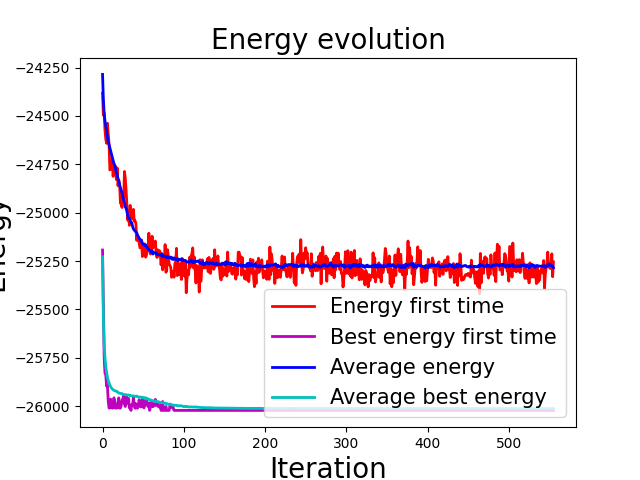 Energy evolution
Energy
−24250
−24500
−24750
−25000
−25250
−25500
−25750
−26000
0
100
200
300
400
500
Iteration
Energy first time
Best energy first time
Average energy
Average best energy